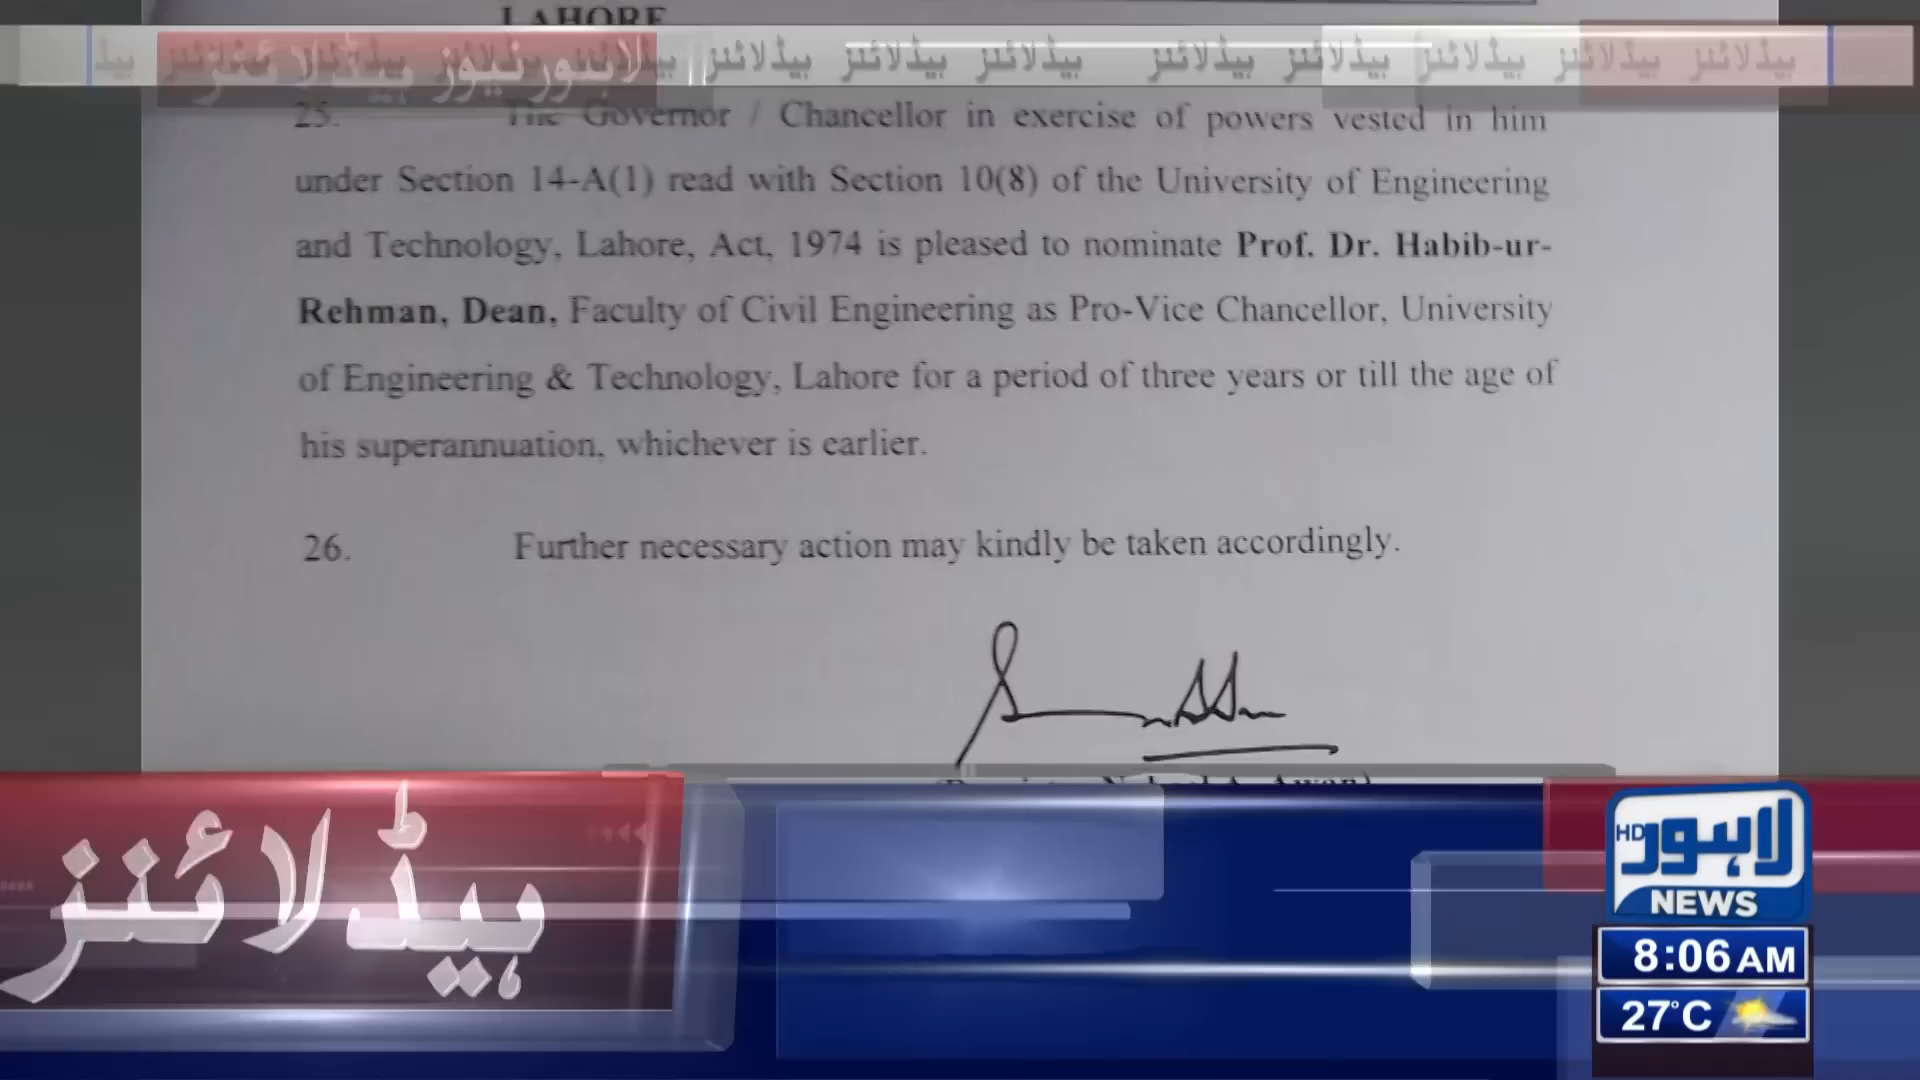 LAHORE
لاہور نیوز ہیڈلائنز
ہیڈلائنز ہیڈلائنز ہیڈلائنز ہیڈلائنز ہیڈلائنز ہیڈلائنز ہیڈلائنز ہیڈلائنز
25. The Governor / Chancellor in exercise of powers vested in him
under Section 14-A(1) read with Section 10(8) of the University of Engineering
and Technology, Lahore, Act, 1974 is pleased to nominate Prof. Dr. Habib-ur-
Rehman, Dean, Faculty of Civil Engineering as Pro-Vice Chancellor, University
of Engineering & Technology, Lahore for a period of three years or till the age of
his superannuation, whichever is earlier.
26. Further necessary action may kindly be taken accordingly.
ہیڈلائنز
لاہور HD
NEWS
8:06 AM
27°C